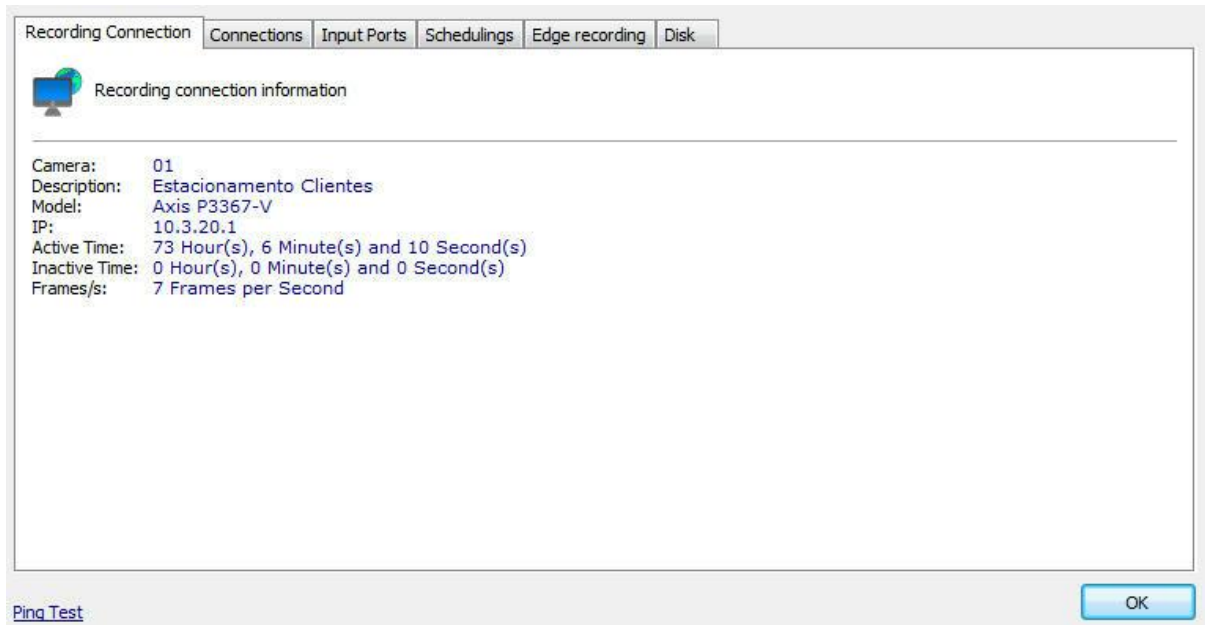 Recording Connection Connections Input Ports Schedulings Edge recording Disk
Recording connection information
Camera: 01
Description: Estacionamento Clientes
Model: Axis P3367-V
IP: 10.3.20.1
Active Time: 73 Hour(s), 6 Minute(s) and 10 Second(s)
Inactive Time: 0 Hour(s), 0 Minute(s) and 0 Second(s)
Frames/s: 7 Frames per Second
Ping Test OK